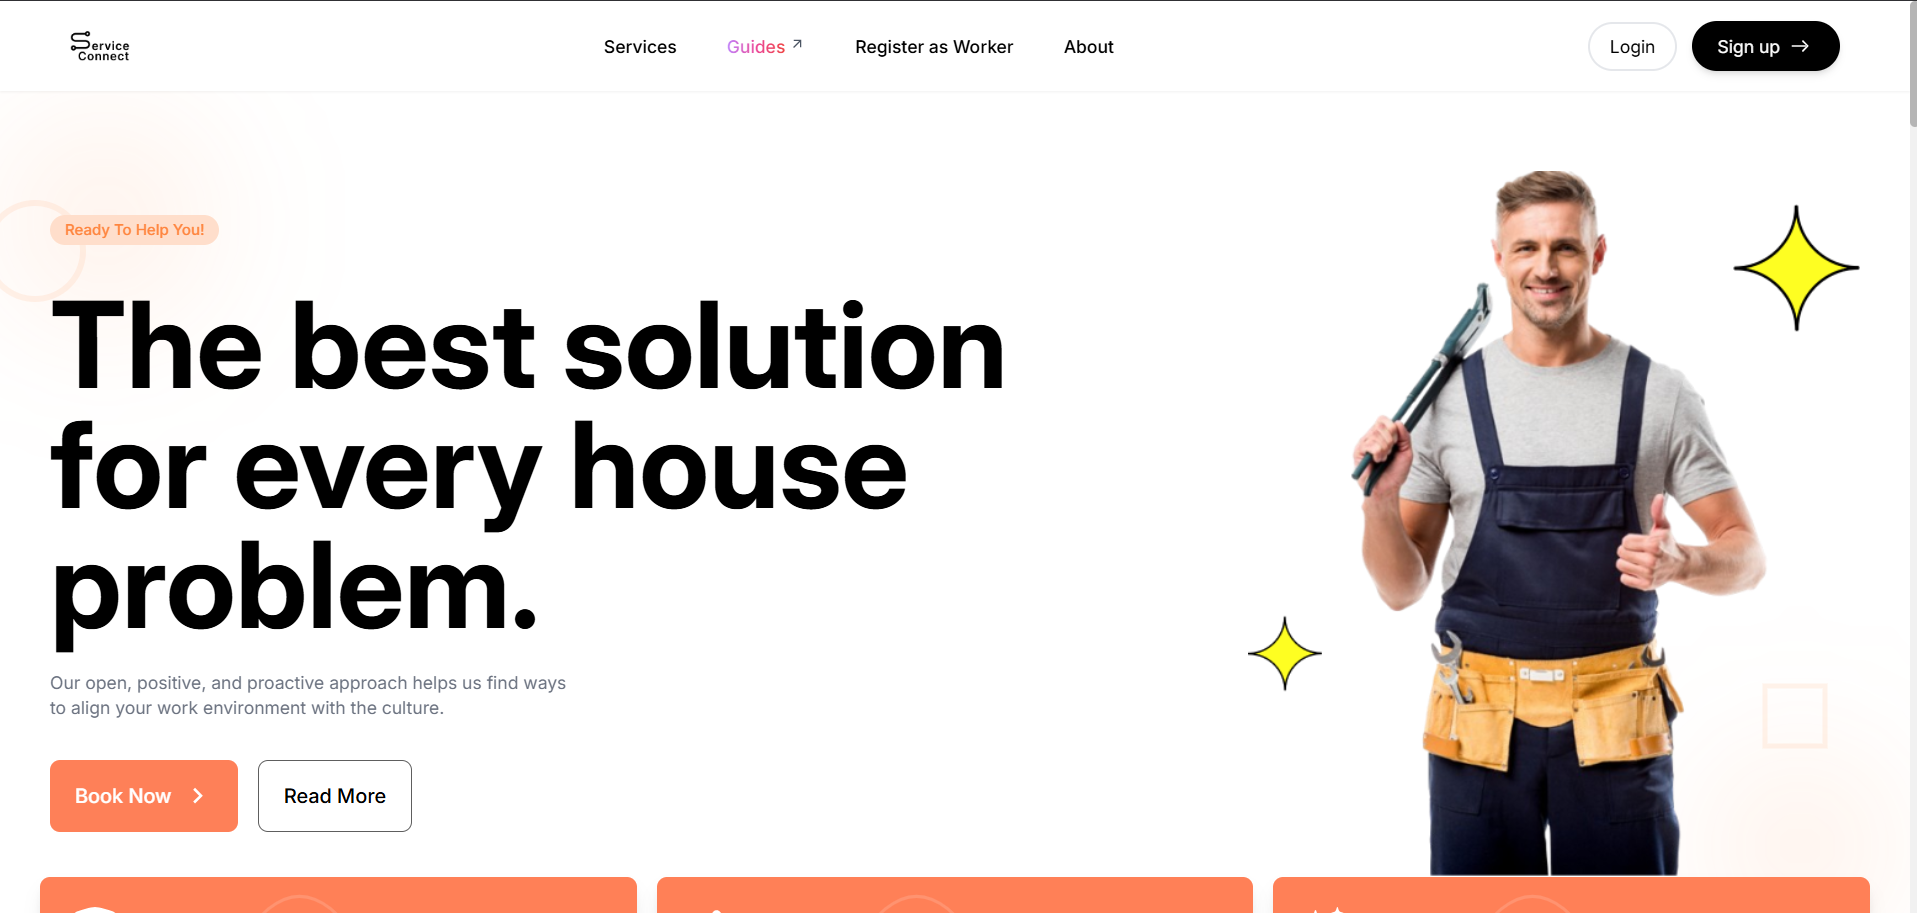 Service
Connect
Services
Guides
Register as Worker
About
Login
Sign up
Ready To Help You!
The best solution
for every house
problem.
Our open, positive, and proactive approach helps us find ways
to align your work environment with the culture.
Book Now
Read More